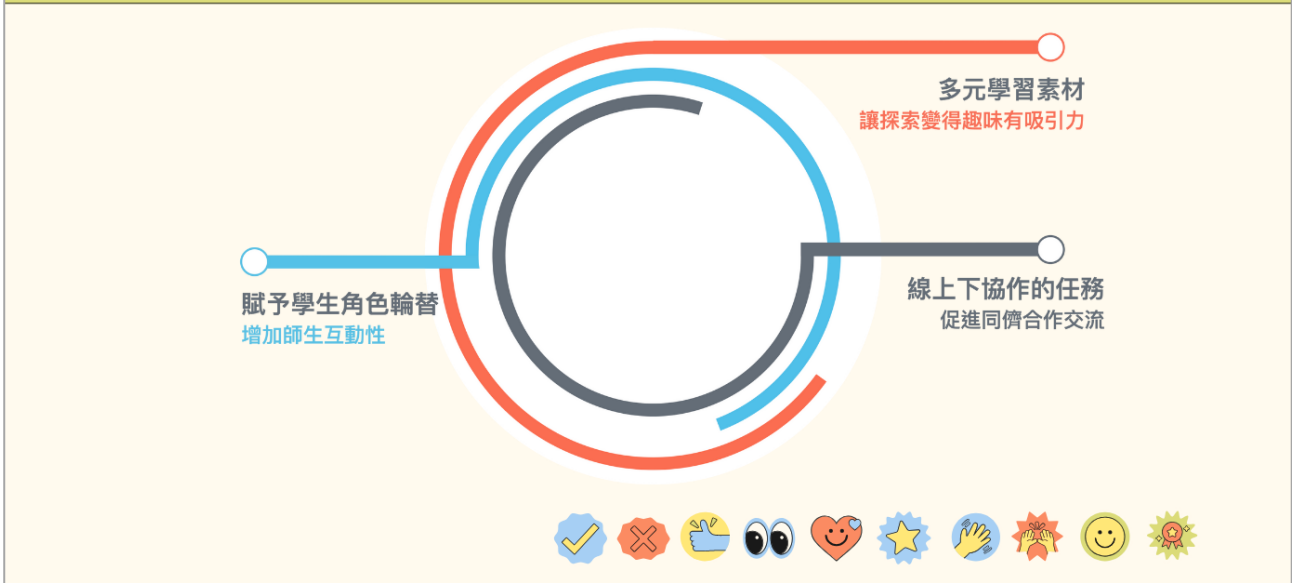 多元學習素材
讓探索變得趣味有吸引力
賦予學生角色輪替
增加師生互動性
線上下協作的任務
促進同儕合作交流